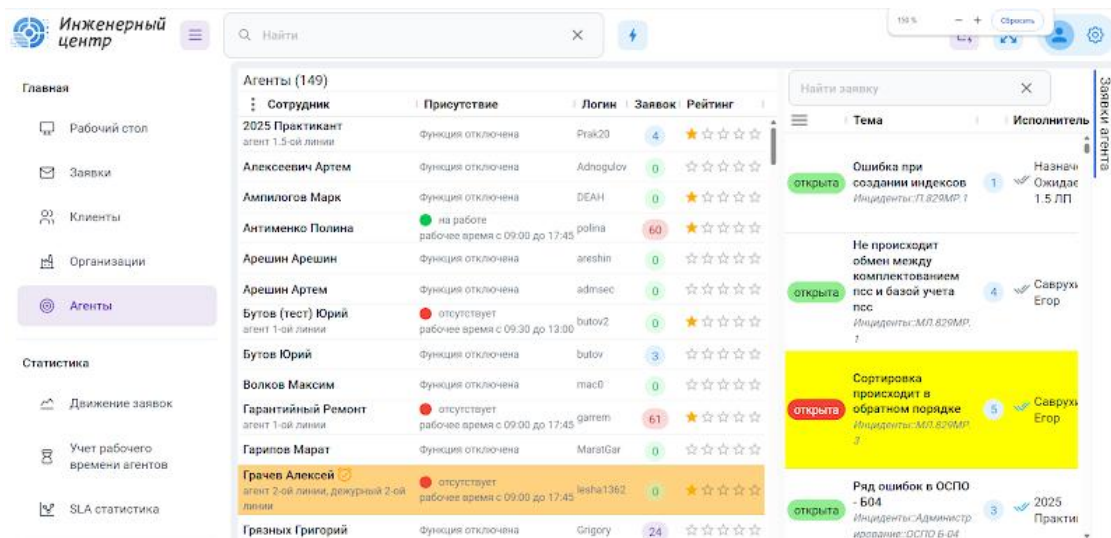 Инженерный
центр
Найти
150 %
Сбросить
Главная
Рабочий стол
Заявки
Клиенты
Организации
Агенты
Статистика
Движение заявок
Учет рабочего
времени агентов
SLA статистика
Агенты (149)
Сотрудник Присутствие Логин Заявок Рейтинг
2025 Практикант
агент 1.5-ой линии
Функция отключена Prak20 4
Алексеевич Артем Функция отключена Adnogulov 0
Ампилогов Марк Функция отключена DEAH 0
Антименко Полина
на работе
рабочее время с 09:00 до 17:45
polina 60
Арешин Арешин Функция отключена areshin 0
Арешин Артем Функция отключена admsec 0
Бутов (тест) Юрий
агент 1-ой линии
отсутствует
рабочее время с 09:30 до 13:00
butov2 0
Бутов Юрий Функция отключена butov 3
Волков Максим Функция отключена mac0 0
Гарантийный Ремонт
агент 1-ой линии
отсутствует
рабочее время с 09:00 до 17:45
garrem 61
Гарипов Марат Функция отключена MaratGar 0
Грачев Алексей
агент 2-ой линии, дежурный 2-ой
линии
отсутствует
рабочее время с 09:00 до 17:45
lesha1362 0
Грязных Григорий Функция отключена Grigory 24
Найти заявку
Тема Исполнитель
открыта
Ошибка при
создании индексов
Инциденты::П.829МР.1
1
Назначе
Ожидае
1.5 ЛП
открыта
Не происходит
обмен между
комплектованием
псс и базой учета
псс
Инциденты::МЛ.829МР.
1
4
Саврухи
Егор
открыта
Сортировка
происходит в
обратном порядке
Инциденты::МЛ.829МР.
3
5
Саврухи
Егор
открыта
Ряд ошибок в ОСПО
- Б04
Инциденты::Администр
ирование::ОСПО Б-04
3
2025
Практи
Заявки агента